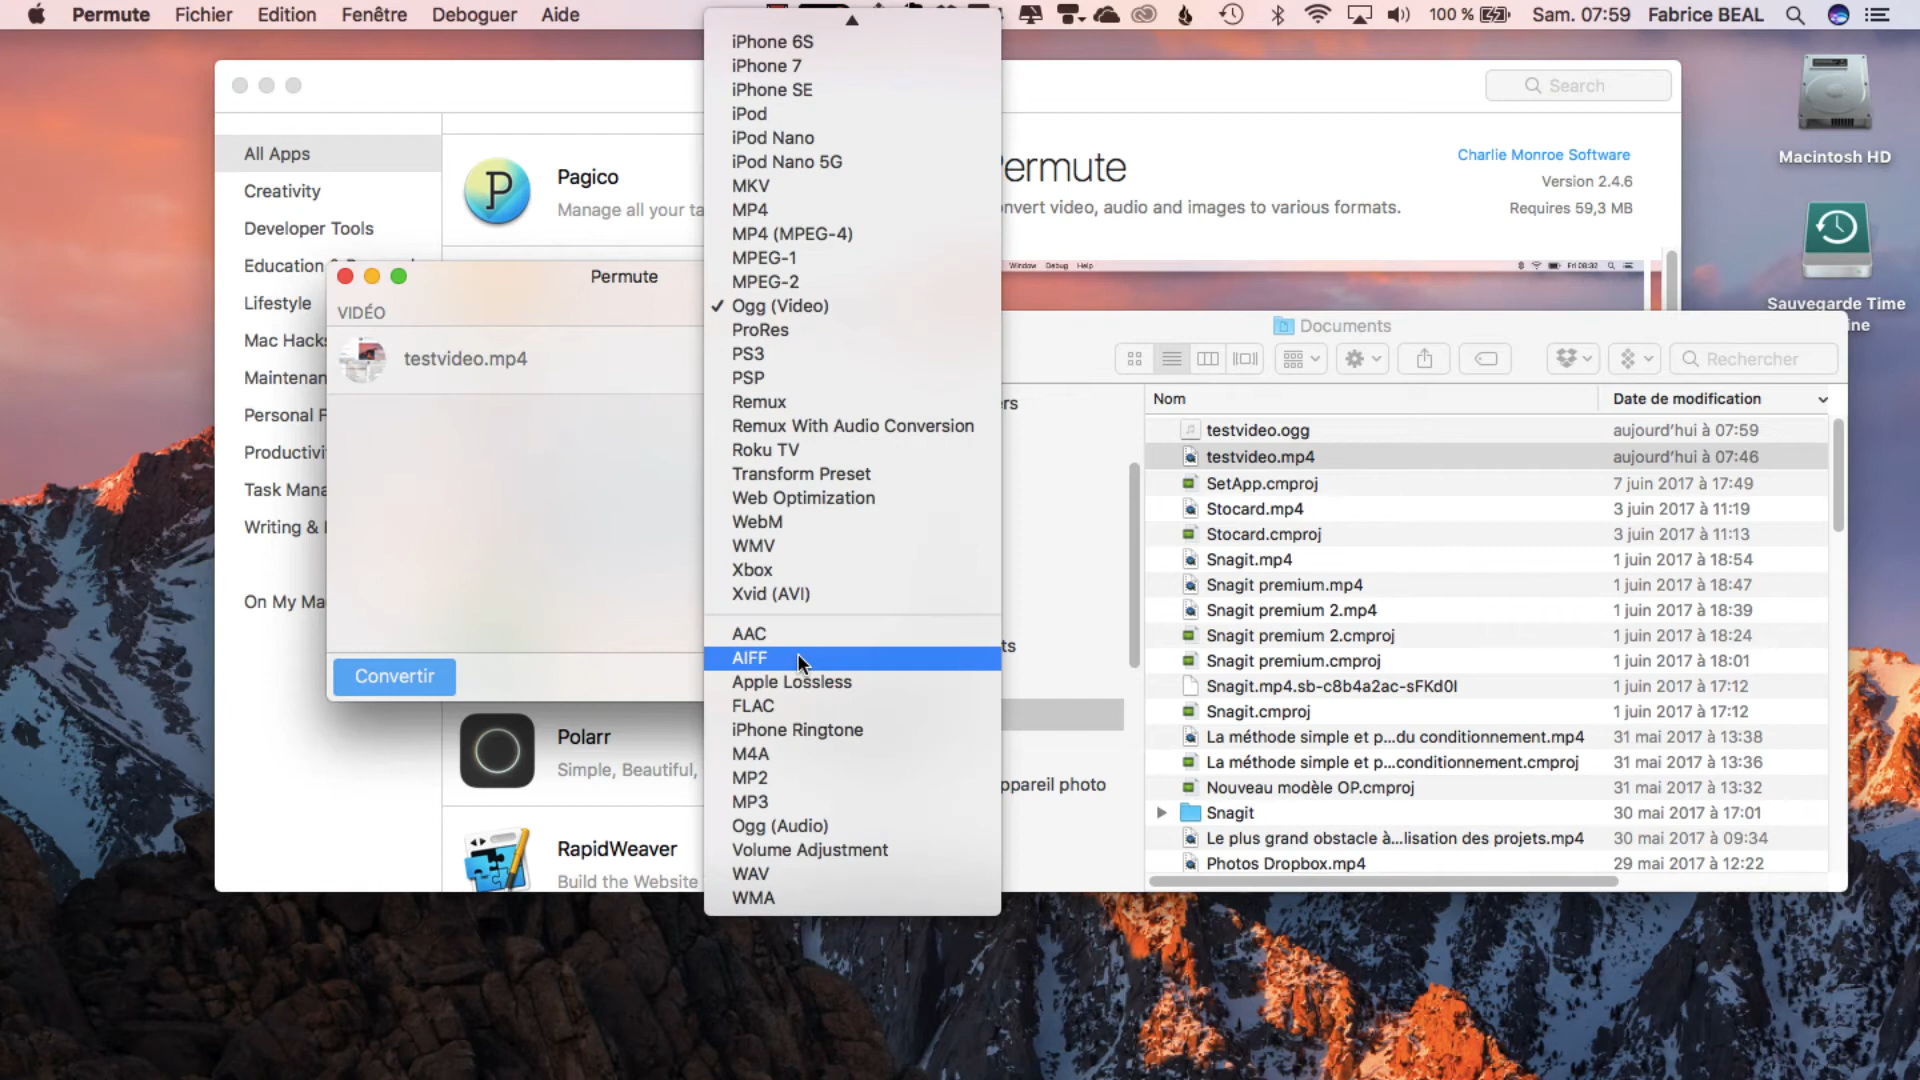 Permute Fichier Edition Fenêtre Deboguer Aide
100 % Sam. 07:59 Fabrice BEAL
Search
All Apps
Creativity
Developer Tools
Education
Lifestyle
Mac Hacks
Maintenan
Personal F
Productivi
Task Mana
Writing &
On My Ma
Pagico
Manage all your ta
ermute
nvert video, audio and images to various formats.
Charlie Monroe Software
Version 2.4.6
Requires 59,3 MB
Window Debug Help
Fri 08:32
Permute
VIDÉO
testvideo.mp4
Convertir
Polarr
Simple, Beautiful,
RapidWeaver
Build the Website
iPhone 6S
iPhone 7
iPhone SE
iPod
iPod Nano
iPod Nano 5G
MKV
MP4
MP4 (MPEG-4)
MPEG-1
MPEG-2
✓ Ogg (Video)
ProRes
PS3
PSP
Remux
Remux With Audio Conversion
Roku TV
Transform Preset
Web Optimization
WebM
WMV
Xbox
Xvid (AVI)
AAC
AIFF
Apple Lossless
FLAC
iPhone Ringtone
M4A
MP2
MP3
Ogg (Audio)
Volume Adjustment
WAV
WMA
Documents
Rechercher
rs
ts
ppareil photo
Nom Date de modification
testvideo.ogg aujourd'hui à 07:59
testvideo.mp4 aujourd'hui à 07:46
SetApp.cmproj 7 juin 2017 à 17:49
Stocard.mp4 3 juin 2017 à 11:19
Stocard.cmproj 3 juin 2017 à 11:13
Snagit.mp4 1 juin 2017 à 18:54
Snagit premium.mp4 1 juin 2017 à 18:47
Snagit premium 2.mp4 1 juin 2017 à 18:39
Snagit premium 2.cmproj 1 juin 2017 à 18:24
Snagit premium.cmproj 1 juin 2017 à 18:01
Snagit.mp4.sb-c8b4a2ac-sFKd0I 1 juin 2017 à 17:12
Snagit.cmproj 1 juin 2017 à 17:12
La méthode simple et p...du conditionnement.mp4 31 mai 2017 à 13:38
La méthode simple et p...conditionnement.cmproj 31 mai 2017 à 13:36
Nouveau modèle OP.cmproj 31 mai 2017 à 13:32
Snagit 30 mai 2017 à 17:01
Le plus grand obstacle à...lisation des projets.mp4 30 mai 2017 à 09:34
Photos Dropbox.mp4 29 mai 2017 à 12:22
Macintosh HD
Sauvegarde Time
ine